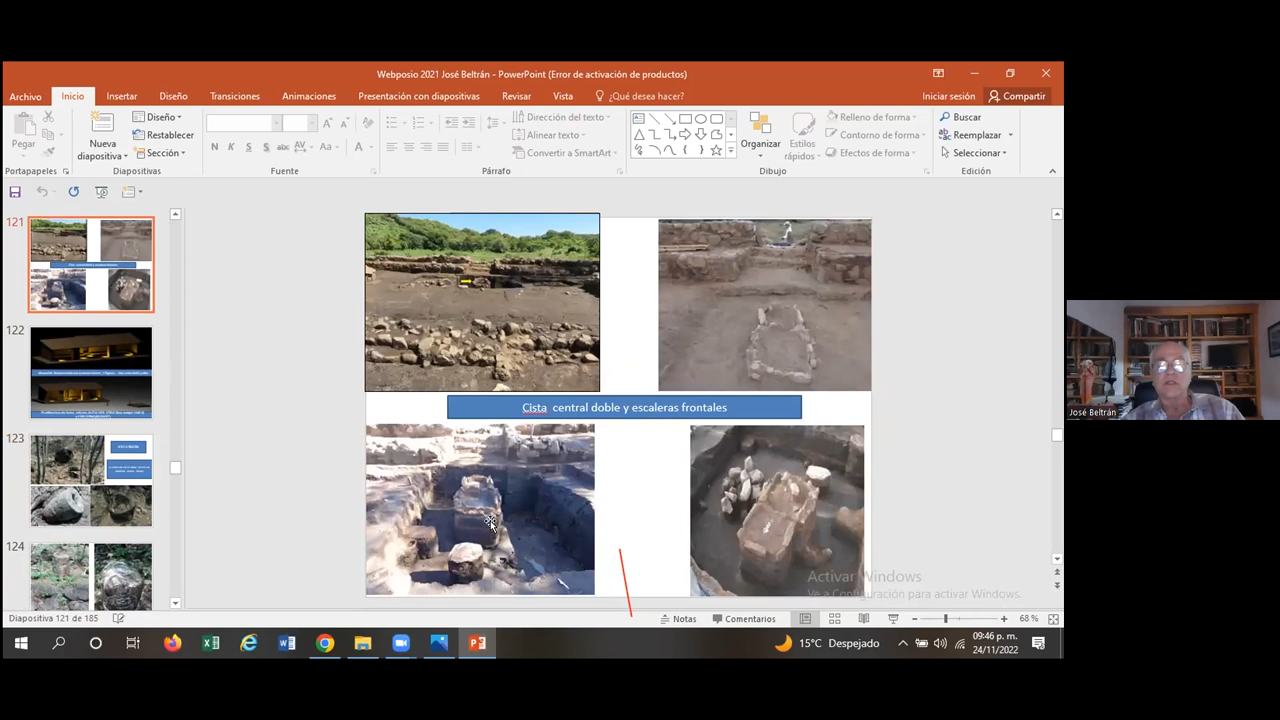 Webposio 2021 José Beltrán - PowerPoint (Error de activación de productos)
Archivo Inicio Insertar Diseño Transiciones Animaciones Presentación con diapositivas Revisar Vista ¿Qué desea hacer? Iniciar sesión Compartir
Pegar
Nueva diapositiva
Diseño
Restablecer
Sección
N K S S abc AV Aa A
Dirección del texto
Alinear texto
Convertir a SmartArt
Organizar
Estilos rápidos
Relleno de forma
Contorno de forma
Efectos de forma
Buscar
Reemplazar
Seleccionar
Portapapeles Diapositivas Fuente Párrafo Dibujo Edición
121
122
123
124
Cista central doble y escaleras frontales
Activar Windows
Ve a Configuración para activar Windows.
José Beltrán
Diapositiva 121 de 185 Notas Comentarios 68 %
15°C Despejado
09:46 p. m.
24/11/2022